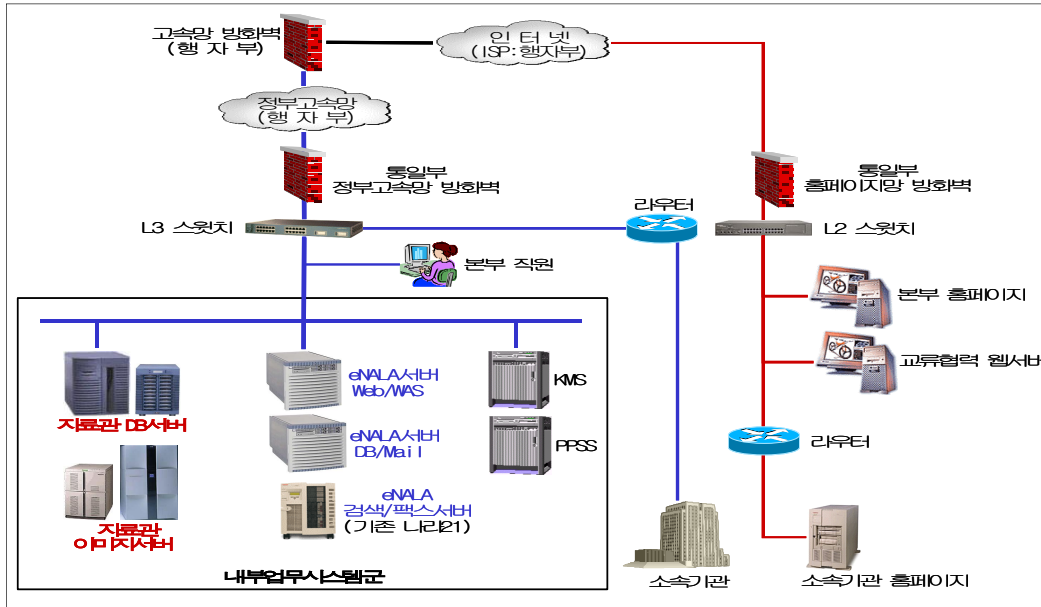 고속망 방화벽
(행 자 부)
인 터 넷
(ISP:행자부)
정부고속망
(행 자 부)
통일부
정부고속망 방화벽
통일부
홈페이지망 방화벽
라우터
L3 스윗치
L2 스윗치
본부 직원
본부 홈페이지
eNALA서버
Web/WAS
KMS
교류협력 웹서버
자료관 DB서버
eNALA서버
DB/Mail
PPSS
라우터
eNALA
검색/팩스서버
(기존 나라21)
자료관
이미지서버
내부업무시스템군
소속기관
소속기관 홈페이지